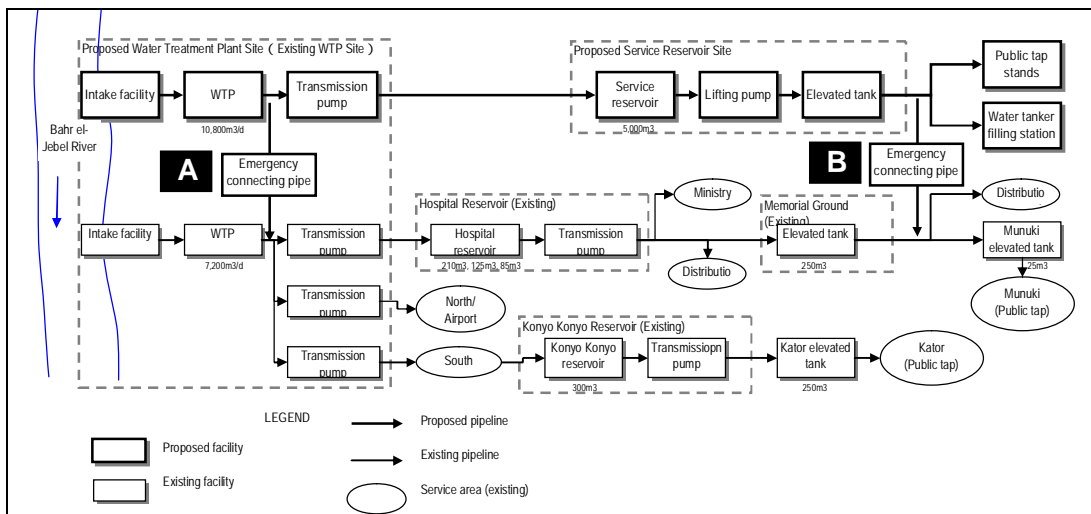 Proposed Water Treatment Plant Site ( Existing WTP Site )
Proposed Service Reservoir Site
Intake facility
WTP
Transmission
pump
Service
reservoir
Lifting pump
Elevated tank
Public tap
stands
10,800m3/d
5,000m3
Water tanker
filling station
Bahr el-
Jebel River
A
Emergency
connecting pipe
B
Emergency
connecting pipe
Hospital Reservoir (Existing)
Ministry
Memorial Ground
(Existing)
Distributio
Intake facility
WTP
Transmission
pump
Hospital
reservoir
Transmission
pump
Elevated tank
Munuki
elevated tank
7,200m3/d
210m3, 125m3, 85m3
Distributio
250m3
25m3
Transmission
pump
North/
Airport
Munuki
(Public tap)
Konyo Konyo Reservoir (Existing)
Transmission
pump
South
Konyo Konyo
reservoir
Transmissiopn
pump
Kator elevated
tank
Kator
(Public tap)
300m3
250m3
LEGEND
Proposed pipeline
Proposed facility
Existing pipeline
Existing facility
Service area (existing)